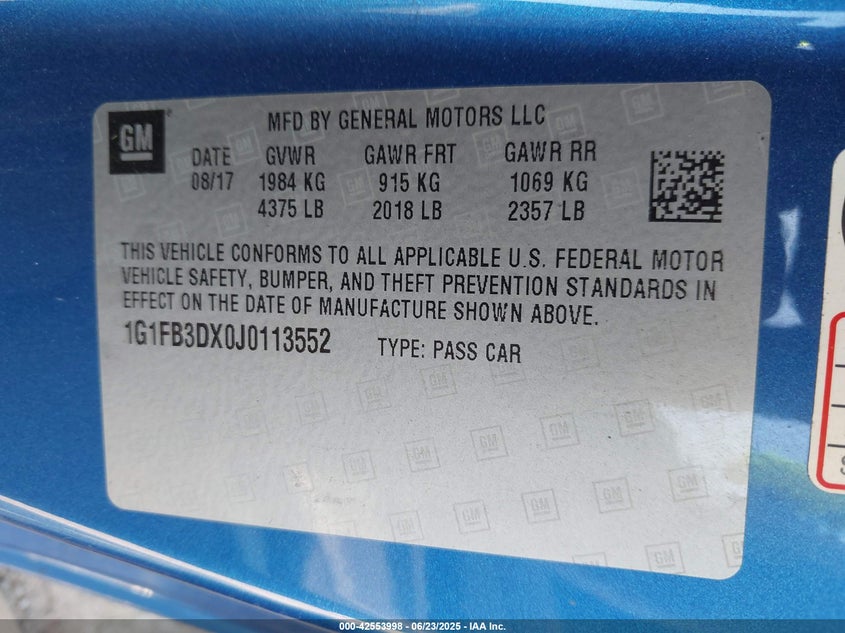 GM
MFD BY GENERAL MOTORS LLC
DATE GVWR GAWR FRT GAWR RR
08/17 1984 KG 915 KG 1069 KG
4375 LB 2018 LB 2357 LB
THIS VEHICLE CONFORMS TO ALL APPLICABLE U.S. FEDERAL MOTOR
VEHICLE SAFETY, BUMPER, AND THEFT PREVENTION STANDARDS IN
EFFECT ON THE DATE OF MANUFACTURE SHOWN ABOVE.
1G1FB3DX0J0113552 TYPE: PASS CAR
000-42553998 - 06/23/2025 - IAA Inc.